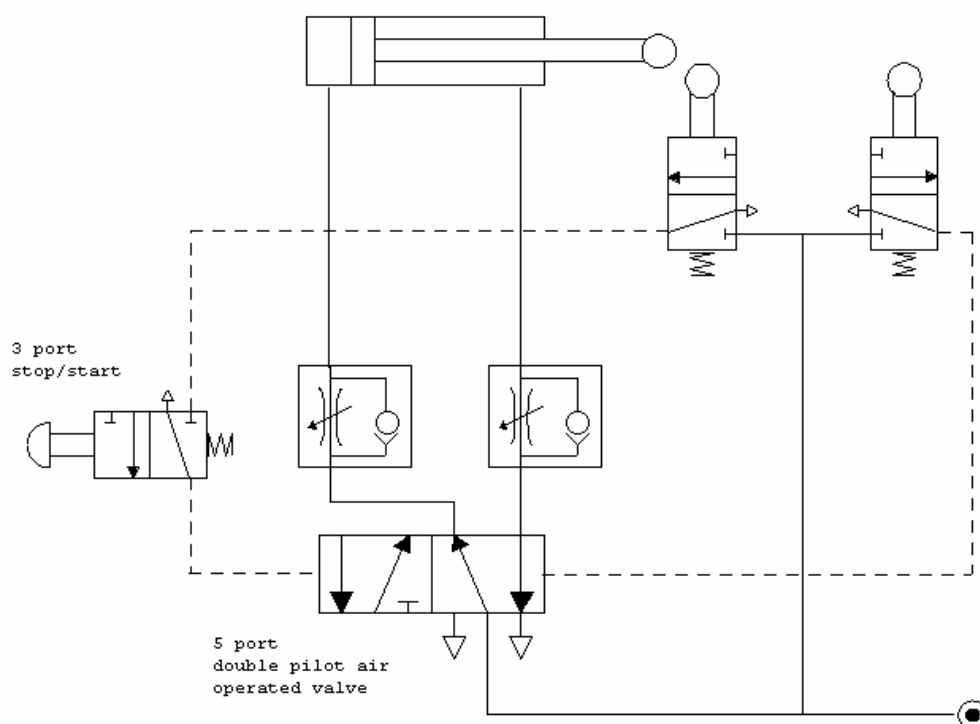 3 port
stop/start
5 port
double pilot air
operated valve